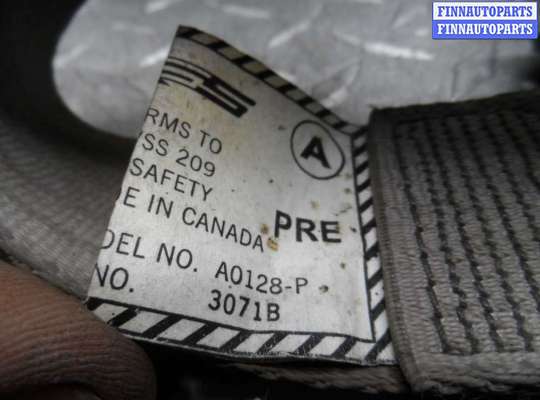 FINNAUTOPARTS
FINNAUTOPARTS
RMS TO
SS 209
SAFETY
E IN CANADA
A
PRE
DEL NO. A0128-P
NO. 3071B